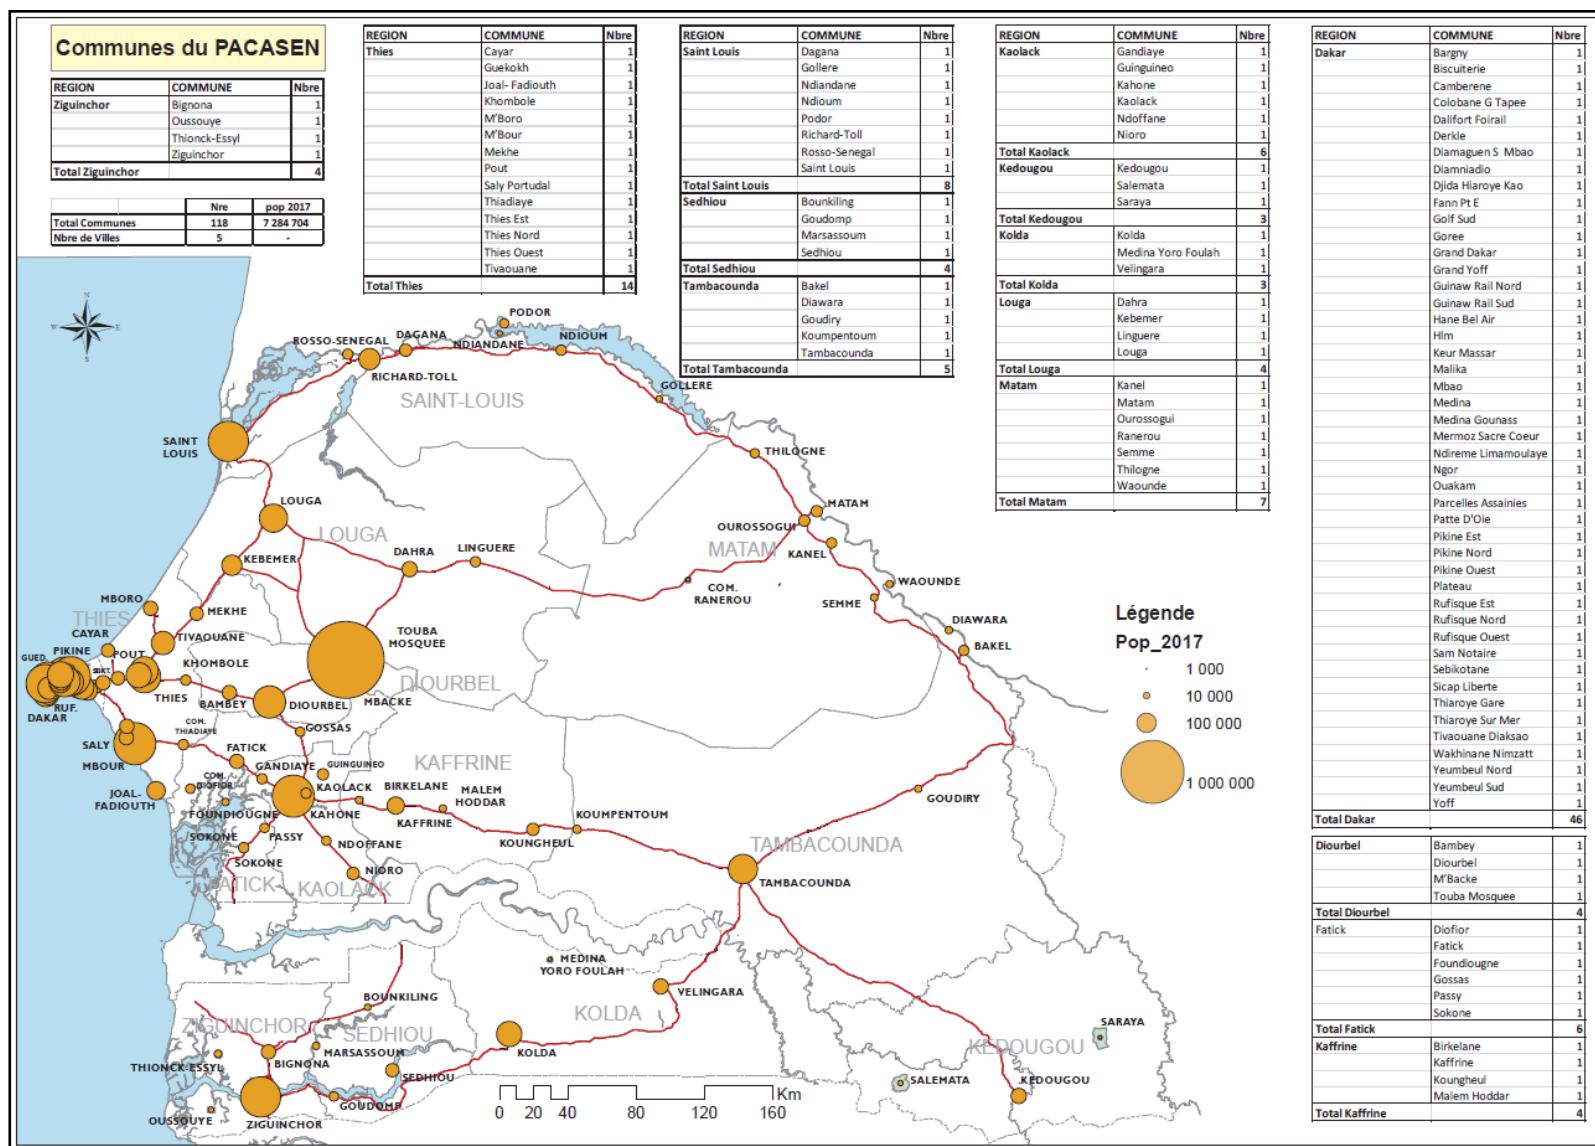 Communes du PACASEN
REGION COMMUNE Nbre
Ziguinchor Bignona 1
Oussouye 1
Thionck-Essyl 1
Ziguinchor 1
Total Ziguinchor 4
Nre pop 2017
Total Communes 118 7 284 704
Nbre de Villes 5 -
REGION COMMUNE Nbre
Thies Cayar 1
Guekokh 1
Joal- Fadiouth 1
Khombole 1
M'Boro 1
M'Bour 1
Mekhe 1
Pout 1
Saly Portudal 1
Thiadiaye 1
Thies Est 1
Thies Nord 1
Thies Ouest 1
Tivaouane 1
Total Thies 14
REGION COMMUNE Nbre
Saint Louis Dagana 1
Gollere 1
Ndiandane 1
Ndioum 1
Podor 1
Richard-Toll 1
Rosso-Senegal 1
Saint Louis 1
Total Saint Louis 8
Sedhiou Bounkiling 1
Goudomp 1
Marsassoum 1
Sedhiou 1
Total Sedhiou 4
Tambacounda Bakel 1
Diawara 1
Goudiry 1
Koumpentoum 1
Tambacounda 1
Total Tambacounda 5
REGION COMMUNE Nbre
Kaolack Gandiaye 1
Guinguineo 1
Kahone 1
Kaolack 1
Ndoffane 1
Nioro 1
Total Kaolack 6
Kedougou Kedougou 1
Salemata 1
Saraya 1
Total Kedougou 3
Kolda Kolda 1
Medina Yoro Foulah 1
Velingara 1
Total Kolda 3
Louga Dahra 1
Kebemer 1
Linguere 1
Louga 1
Total Louga 4
Matam Kanel 1
Matam 1
Ourossogui 1
Ranerou 1
Semme 1
Thilogne 1
Waounde 1
Total Matam 7
REGION COMMUNE Nbre
Dakar Bargny 1
Biscuiterie 1
Camberene 1
Colobane G Tapee 1
Dalifort Foirail 1
Derkle 1
Diamaguen S Mbao 1
Diamniadio 1
Djida Hiaroye Kao 1
Fann Pt E 1
Golf Sud 1
Goree 1
Grand Dakar 1
Grand Yoff 1
Guinaw Rail Nord 1
Guinaw Rail Sud 1
Hane Bel Air 1
Hlm 1
Keur Massar 1
Malika 1
Mbao 1
Medina 1
Medina Gounass 1
Mermoz Sacre Coeur 1
Ndireme Limamoulaye 1
Ngor 1
Ouakam 1
Parcelles Assainies 1
Patte D'Oie 1
Pikine Est 1
Pikine Nord 1
Pikine Ouest 1
Plateau 1
Rufisque Est 1
Rufisque Nord 1
Rufisque Ouest 1
Sam Notaire 1
Sebikotane 1
Sicap Liberte 1
Thiaroye Gare 1
Thiaroye Sur Mer 1
Tivaouane Diaksao 1
Wakhinane Nimzatt 1
Yeumbeul Nord 1
Yeumbeul Sud 1
Yoff 1
Total Dakar 46
Diourbel Bambey 1
Diourbel 1
M'Backe 1
Touba Mosquee 1
Total Diourbel 4
Fatick Diofior 1
Fatick 1
Foundiougne 1
Gossas 1
Passy 1
Sokone 1
Total Fatick 6
Kaffrine Birkelane 1
Kaffrine 1
Koungheul 1
Malem Hoddar 1
Total Kaffrine 4
N
W E
S
PODOR
ROSSO-SENEGAL
DAGANA
NDIANDANE
NDIOUM
RICHARD-TOLL
SAINT-LOUIS
GOLLERE
SAINT
LOUIS
THILOGNE
LOUGA
LOUGA
MATAM
OUROSSOGUI
MATAM
KANEL
KEBEMER
DAHRA
LINGUERE
COM.
RANEROU
WAOUNDE
SEMME
MBORO
MEKHE
THIES
CAYAR
TIVAOUANE
TOUBA
MOSQUEE
DIAWARA
BAKEL
GUED.
PIKINE
SBKT.
POUT
KHOMBOLE
DIOURBEL
RUF.
DAKAR
THIES
BAMBEY
DIOURBEL
MBACKE
COM.
THIADIAYE
GOSSAS
SALY
MBOUR
FATICK
GANDIAYE
GUINGUINEO
KAFFRINE
COM.
DIOFIOR
KAOLACK
BIRKELANE
MALEM
HODDAR
JOAL-
FADIOUTH
FOUNDIOUGNE
KAHONE
KAFFRINE
KOUMPENTOUM
GOUDIRY
SOKONE
PASSY
NDOFFANE
KOUNGHEUL
TAMBACOUNDA
SOKONE
NIORO
FATICK
KAOLACK
TAMBACOUNDA
MEDINA
YORO FOULAH
VELINGARA
BOUNKILING
KOLDA
ZIGUINCHOR
SEDHIOU
SARAYA
KEDOUGOU
MARSASSOUM
KOLDA
THIONCK-ESSYL
BIGNONA
SEDHIOU
SALEMATA
KEDOUGOU
GOUDOMP
OUSSOUYE
ZIGUINCHOR
Km
0 20 40 80 120 160
Légende
Pop_2017
1 000
10 000
100 000
1 000 000